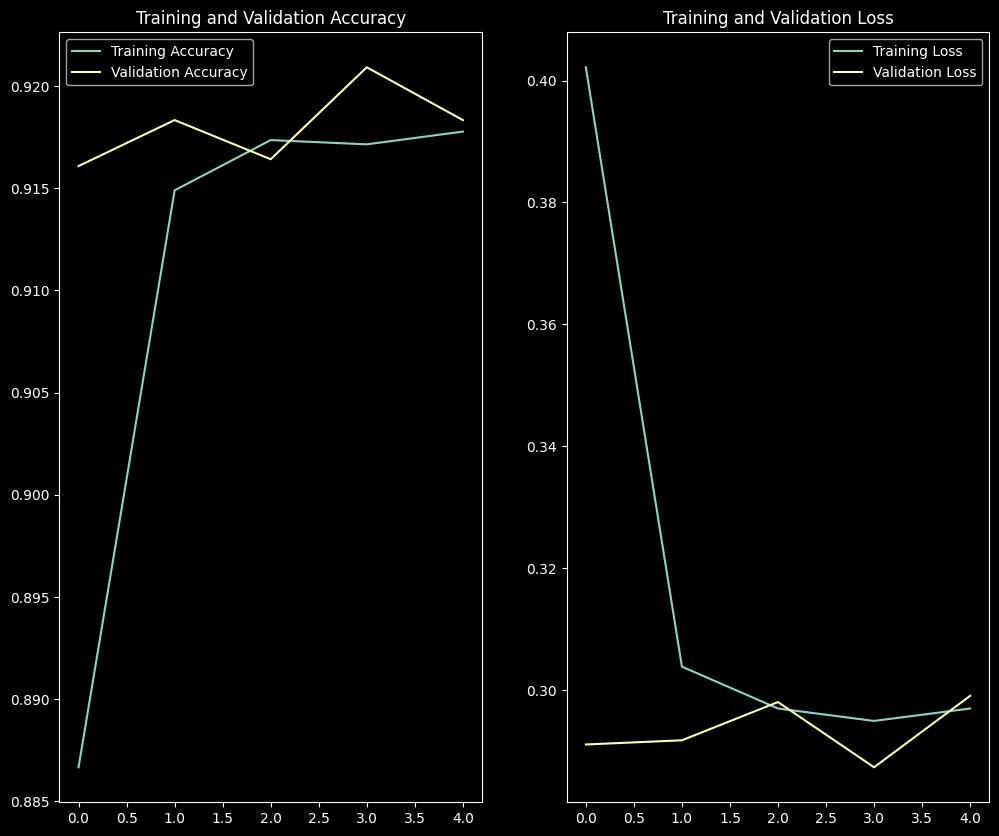 Training and Validation Accuracy
Training Accuracy
Validation Accuracy
0.920
0.915
0.910
0.905
0.900
0.895
0.890
0.885
0.0 0.5 1.0 1.5 2.0 2.5 3.0 3.5 4.0
Training and Validation Loss
Training Loss
Validation Loss
0.40
0.38
0.36
0.34
0.32
0.30
0.0 0.5 1.0 1.5 2.0 2.5 3.0 3.5 4.0